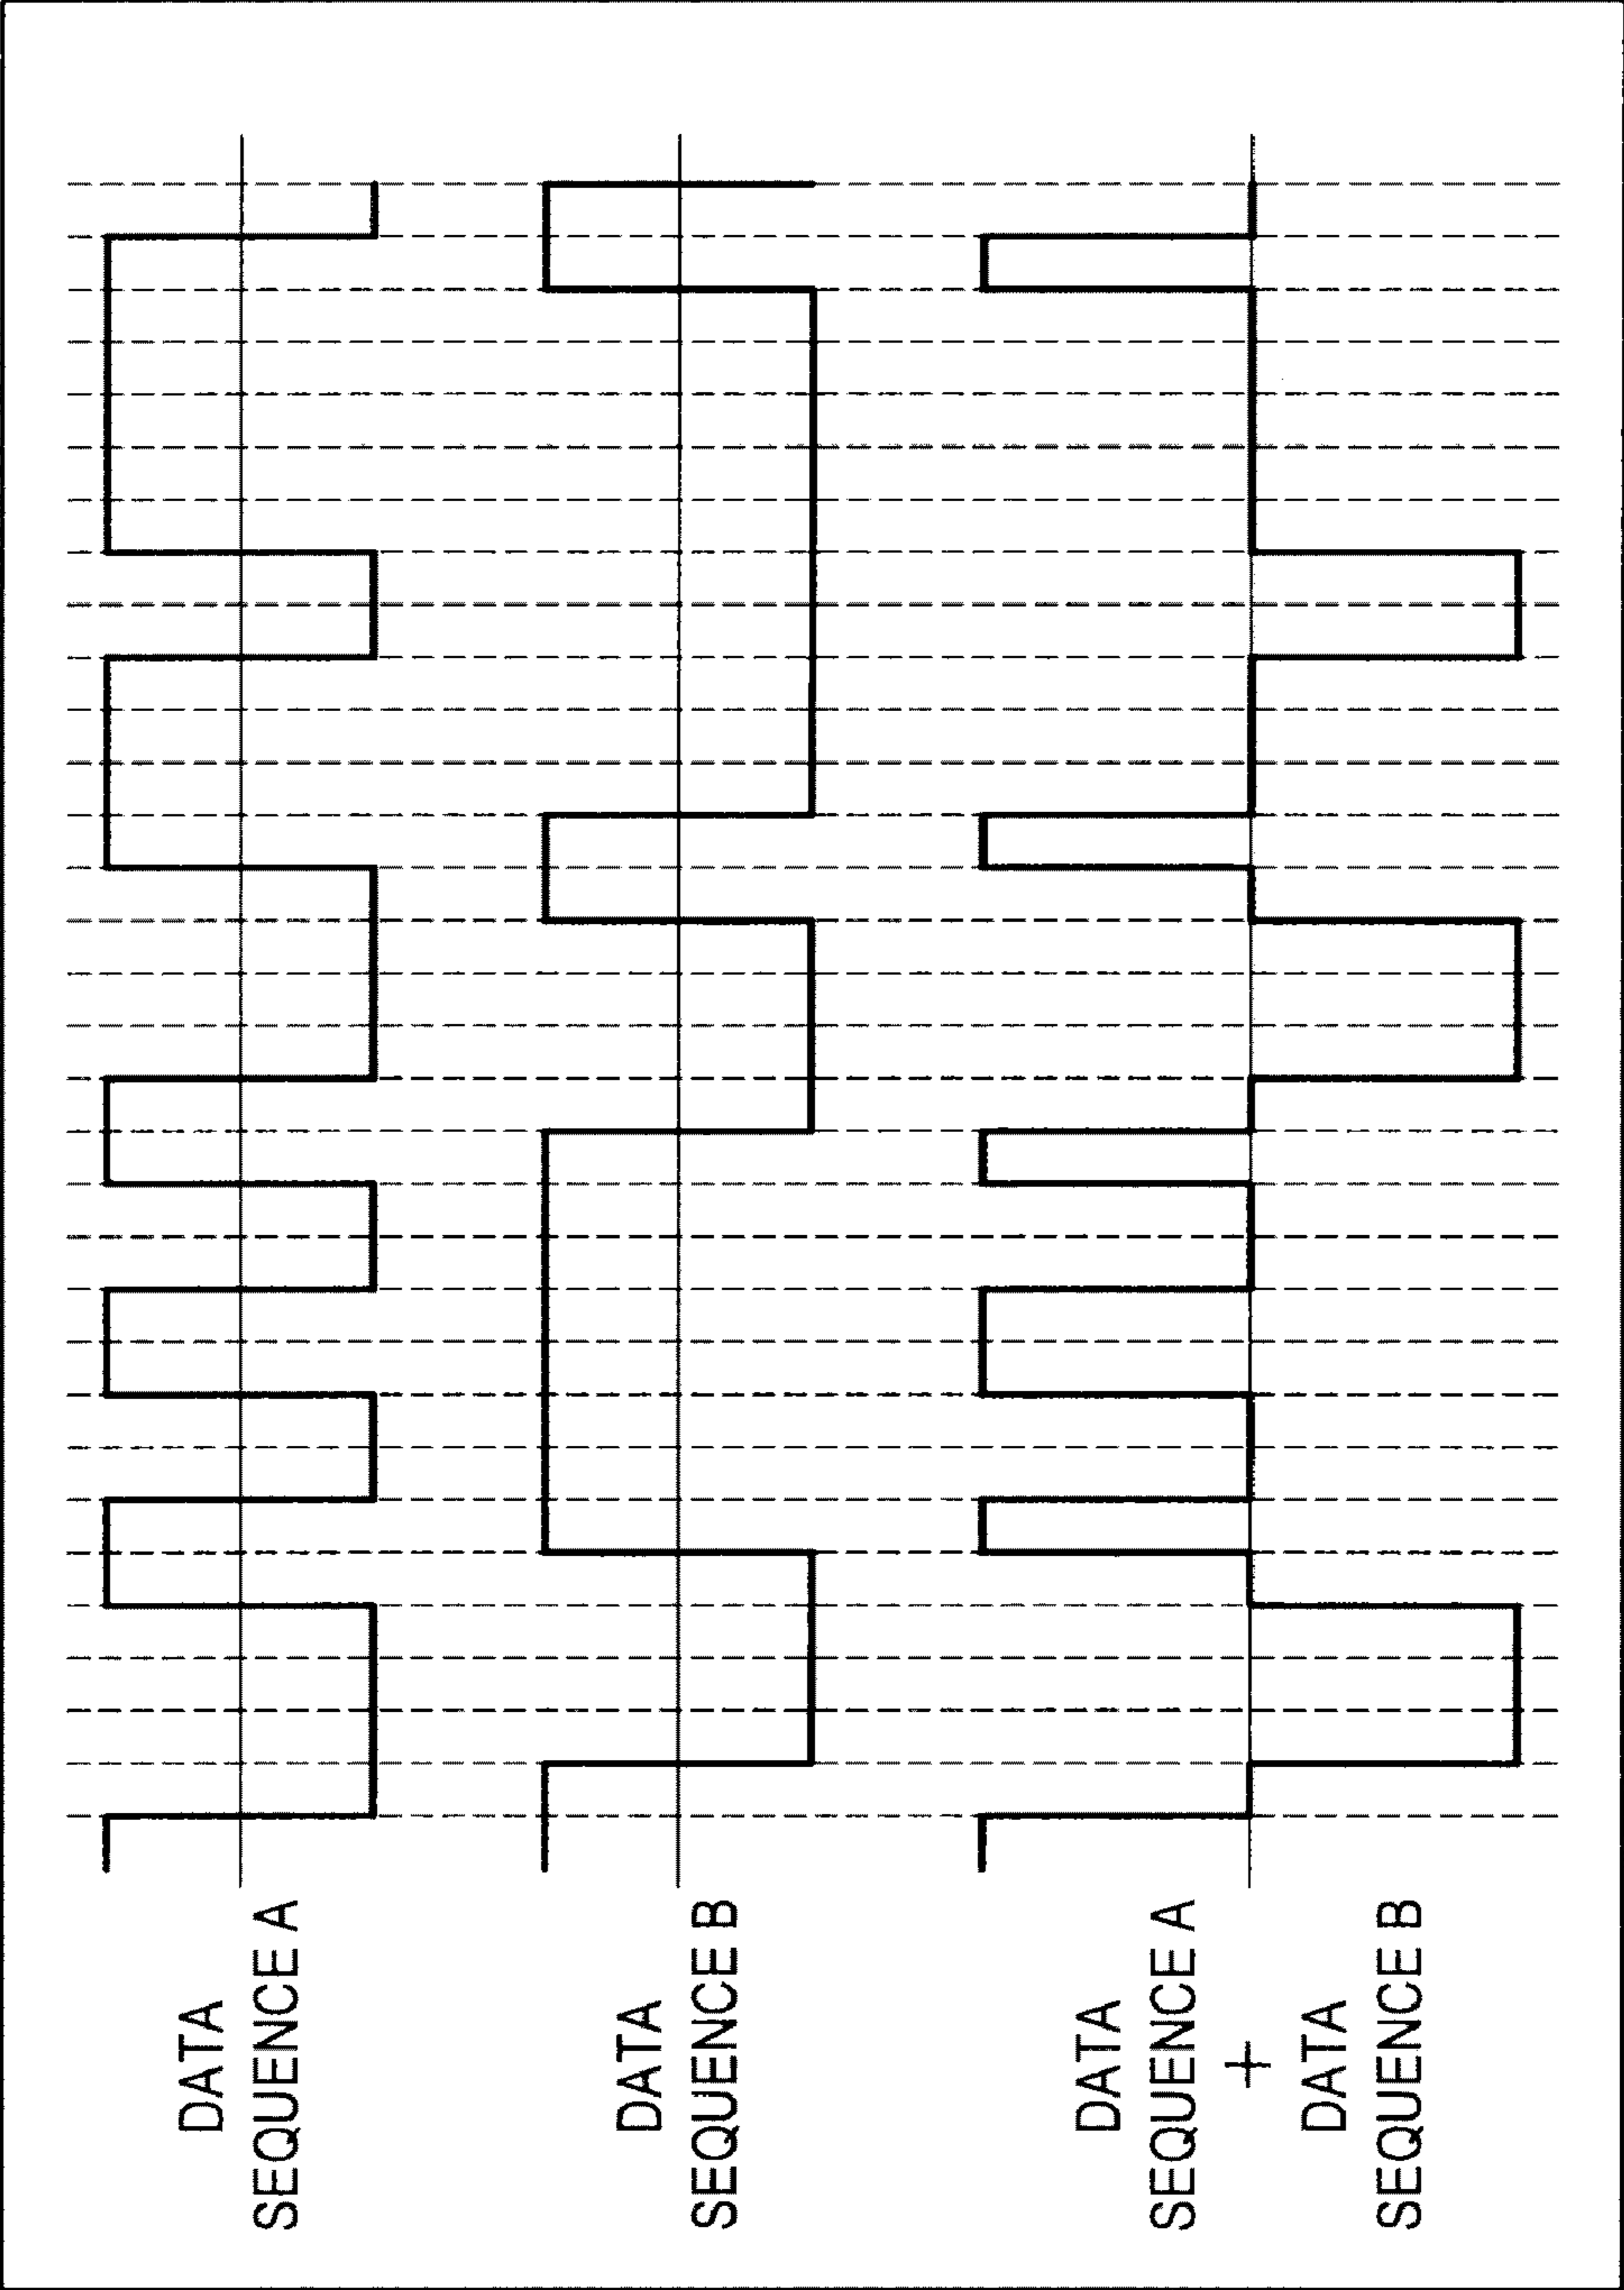 DATA
SEQUENCE A
DATA
SEQUENCE B
DATA
SEQUENCE A
+
DATA
SEQUENCE B